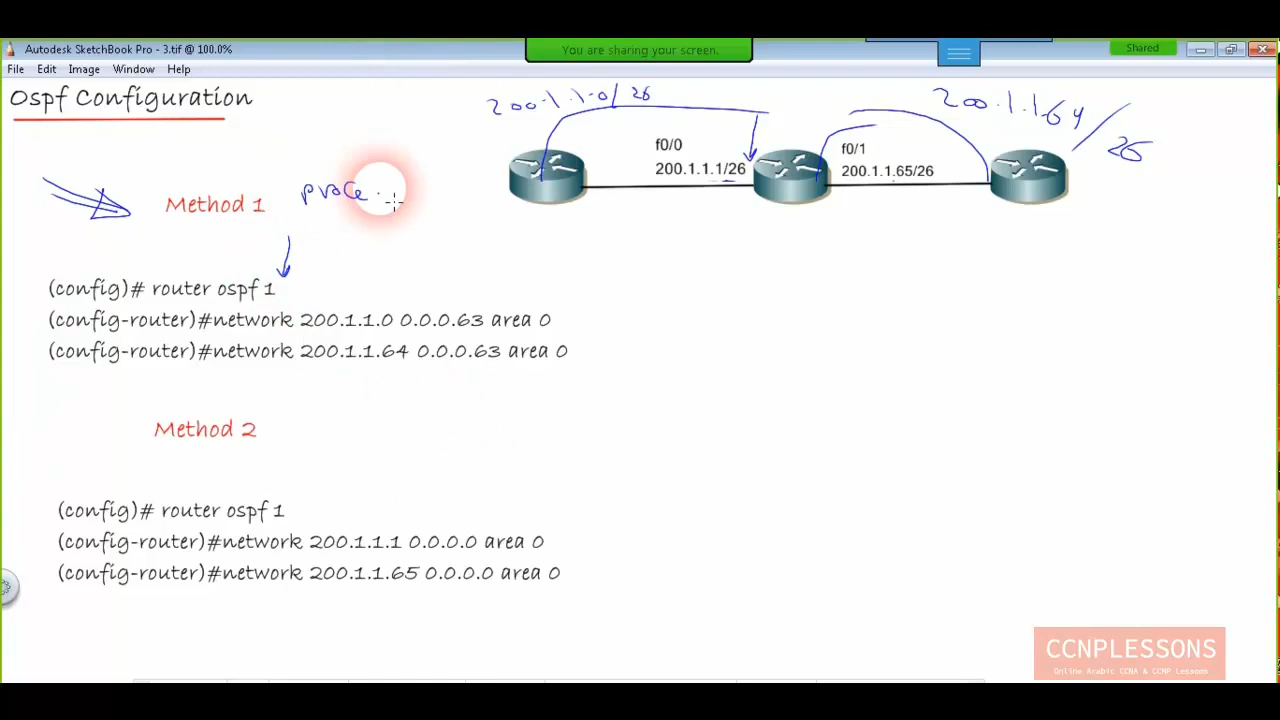 Autodesk SketchBook Pro - 3.tif @ 100.0%
You are sharing your screen.
Shared
File Edit Image Window Help
Ospf Configuration
200.1.1.0/26
200.1.1.64/26
f0/0
200.1.1.1/26
f0/1
200.1.1.65/26
Method 1
(config)# router ospf 1
(config-router)#network 200.1.1.0 0.0.0.63 area 0
(config-router)#network 200.1.1.64 0.0.0.63 area 0
Method 2
(config)# router ospf 1
(config-router)#network 200.1.1.1 0.0.0.0 area 0
(config-router)#network 200.1.1.65 0.0.0.0 area 0
CCNPLESSONS
Online Arabic CCNA & CCNP Lessons